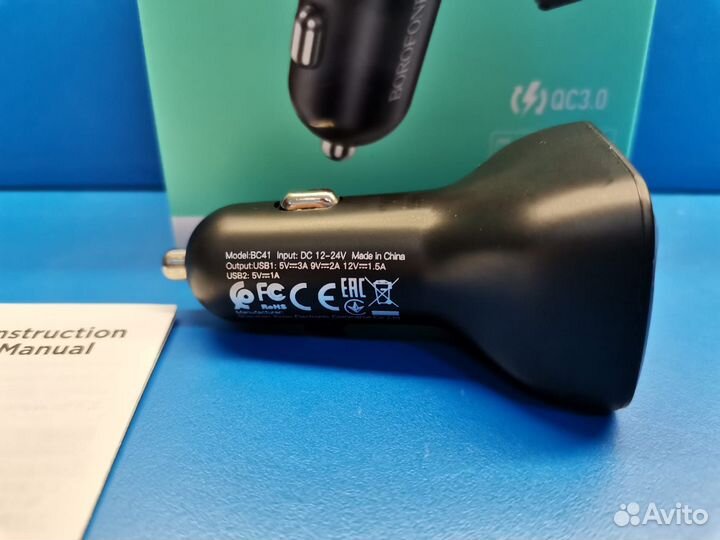 BOROFONE
QC3.0
Model:BC41 Input: DC 12-24V Made in China
Output:USB1: 5V⎓3A 9V⎓2A 12V⎓1.5A
USB2: 5V⎓1A
FC CE EAC
RoHS
Manufacturer:
Instruction
Manual
Avito